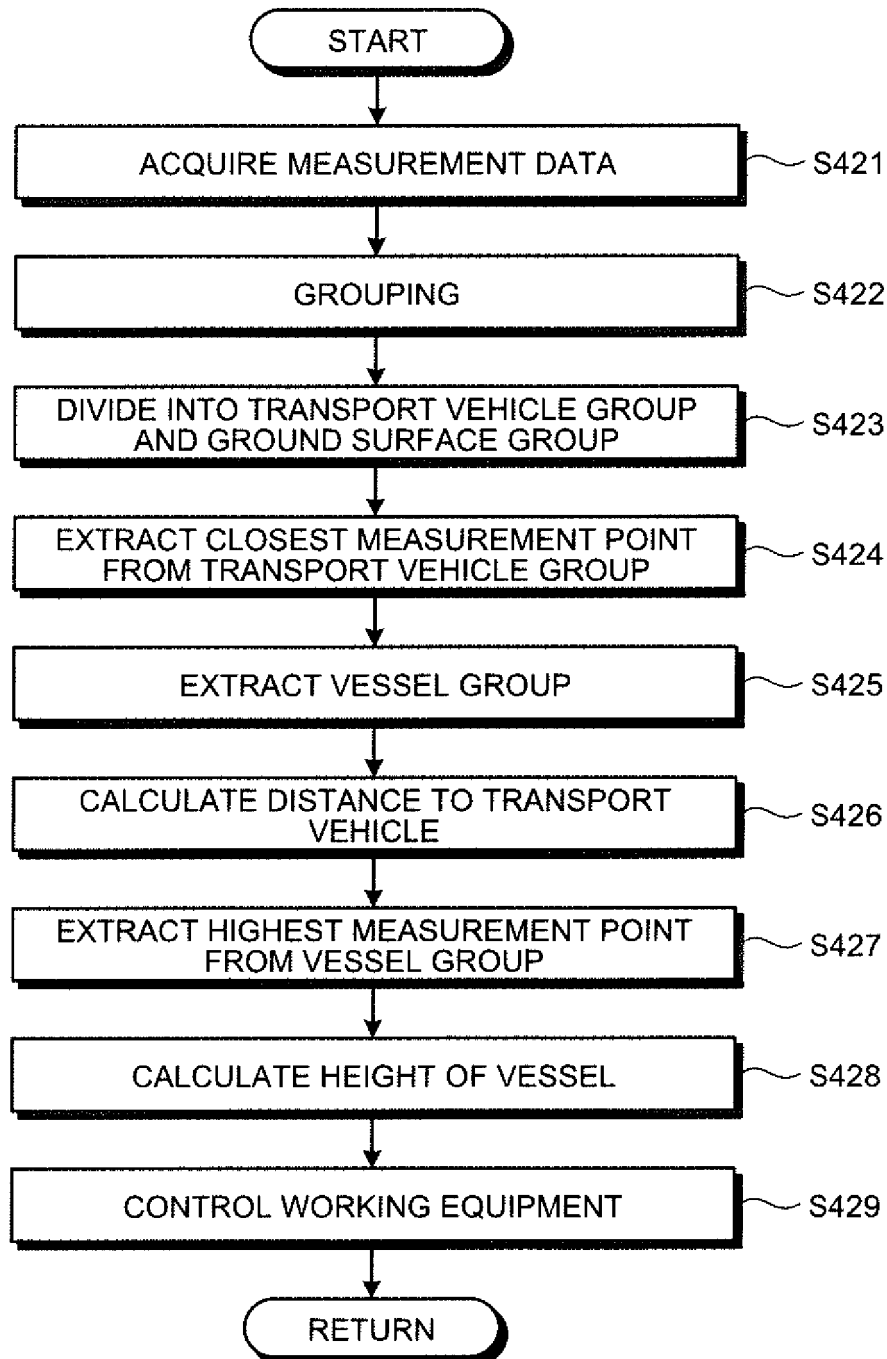 START
ACQUIRE MEASUREMENT DATA
S421
GROUPING
S422
DIVIDE INTO TRANSPORT VEHICLE GROUP
AND GROUND SURFACE GROUP
S423
EXTRACT CLOSEST MEASUREMENT POINT
FROM TRANSPORT VEHICLE GROUP
S424
EXTRACT VESSEL GROUP
S425
CALCULATE DISTANCE TO TRANSPORT
VEHICLE
S426
EXTRACT HIGHEST MEASUREMENT POINT
FROM VESSEL GROUP
S427
CALCULATE HEIGHT OF VESSEL
S428
CONTROL WORKING EQUIPMENT
S429
RETURN